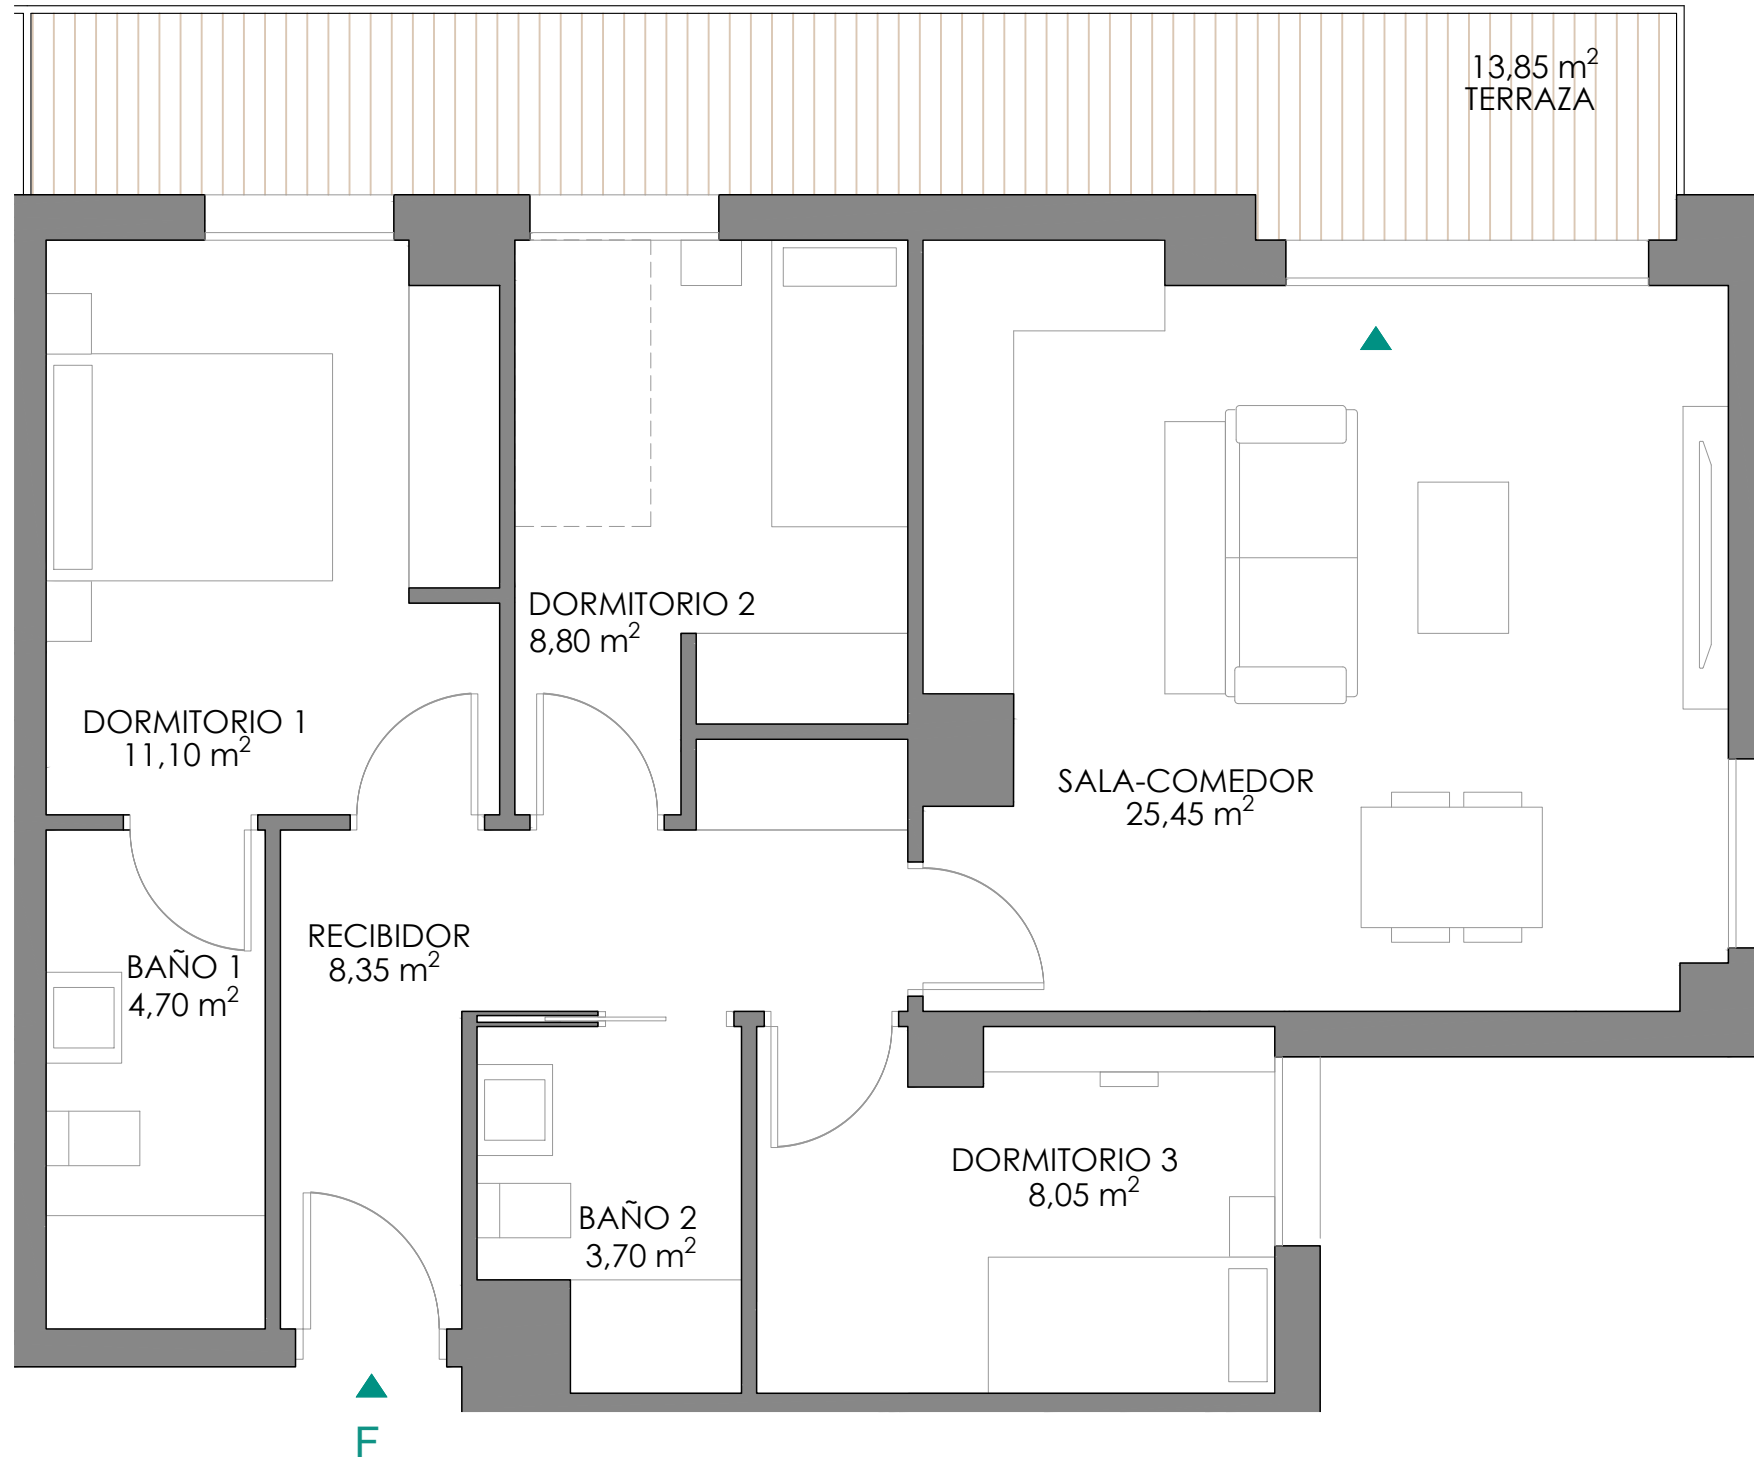 13,85 m²
TERRAZA
DORMITORIO 2
8,80 m²
DORMITORIO 1
11,10 m²
SALA-COMEDOR
25,45 m²
RECIBIDOR
8,35 m²
BAÑO 1
4,70 m²
DORMITORIO 3
8,05 m²
BAÑO 2
3,70 m²
F